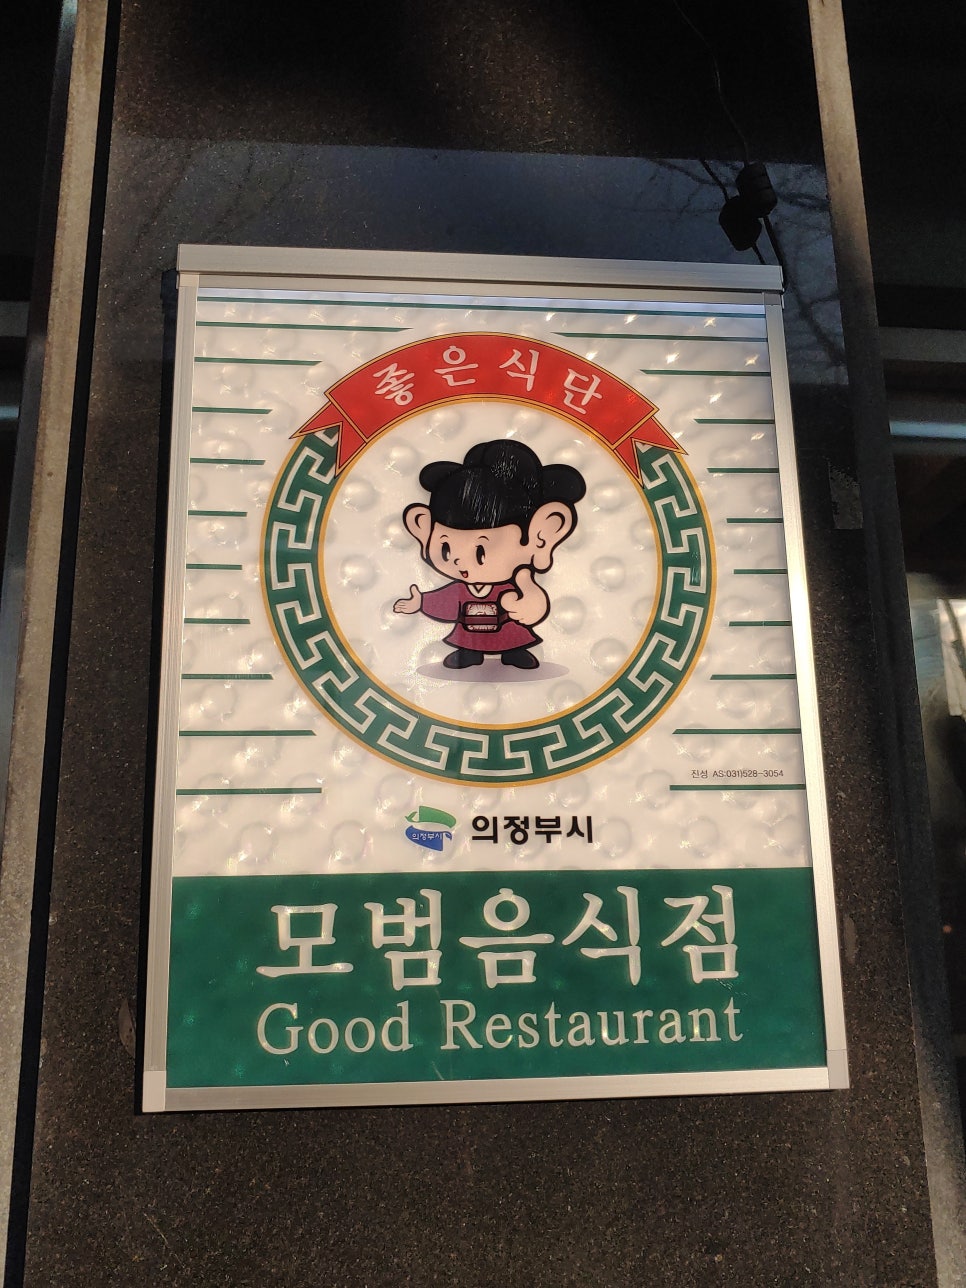 좋은식단
진성 AS:031)528-3054
의정부시
의정부시
모범음식점
Good Restaurant